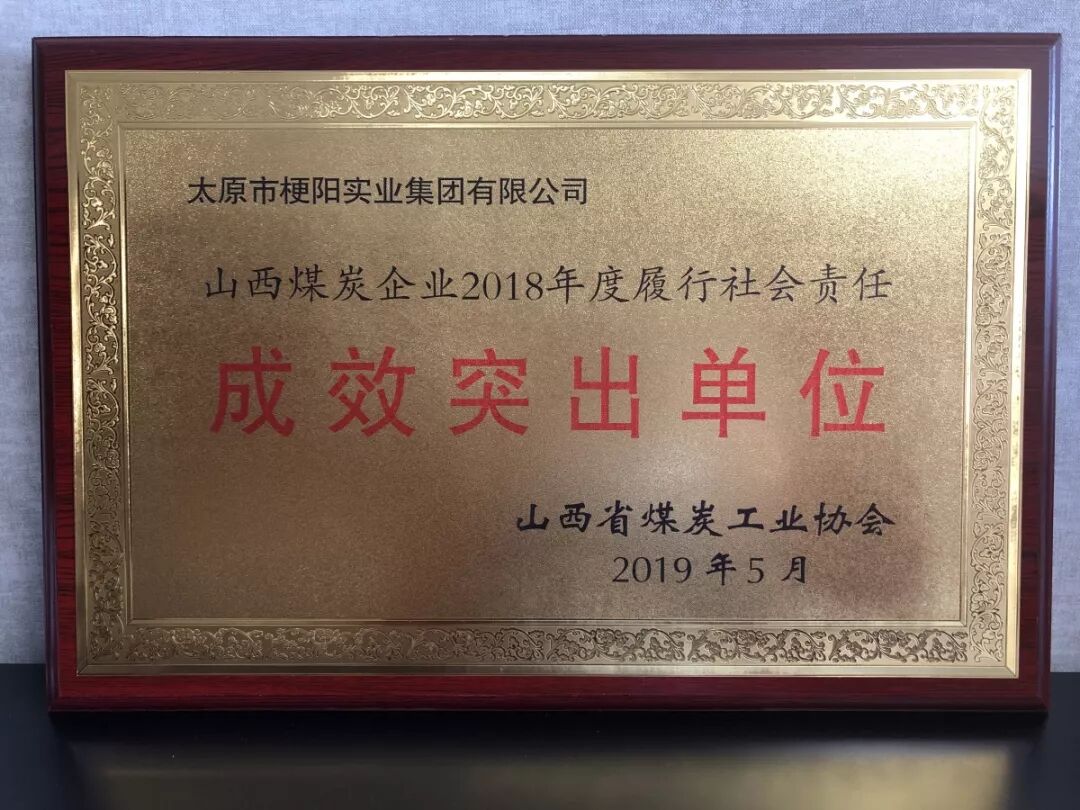 太原市梗阳实业集团有限公司
山西煤炭企业2018年度履行社会责任
成效突出单位
山西省煤炭工业协会
2019年5月